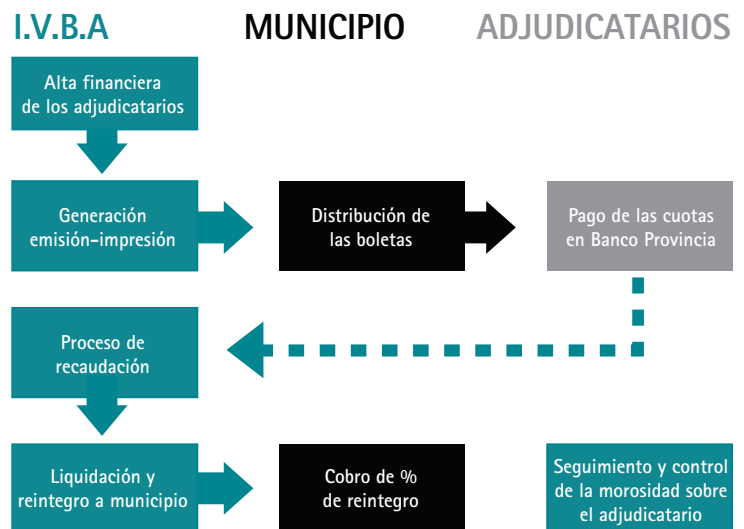 I.V.B.A
MUNICIPIO
ADJUDICATARIOS
Alta financiera
de los adjudicatarios
Generación
emisión-impresión
Distribución de
las boletas
Pago de las cuotas
en Banco Provincia
Proceso de
recaudación
Liquidación y
reintegro a municipio
Cobro de %
de reintegro
Seguimiento y control
de la morosidad sobre
el adjudicatario